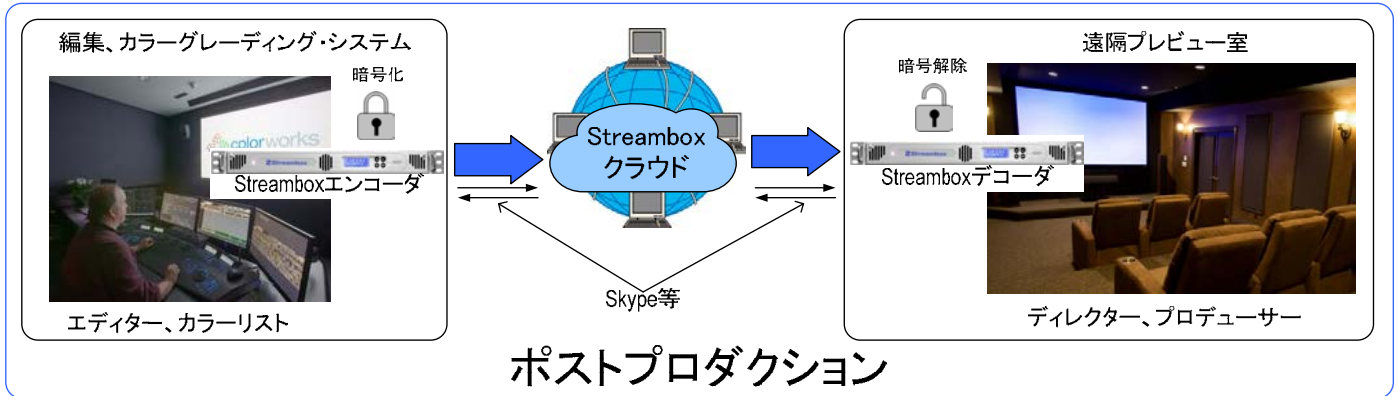 編集、カラーグレーディング・システム
暗号化
colorworks
Streambox
Streamboxエンコーダ
エディター、カラーリスト
Streambox
クラウド
Skype等
遠隔プレビュー室
暗号解除
Streambox
Streamboxデコーダ
ディレクター、プロデューサー
ポストプロダクション